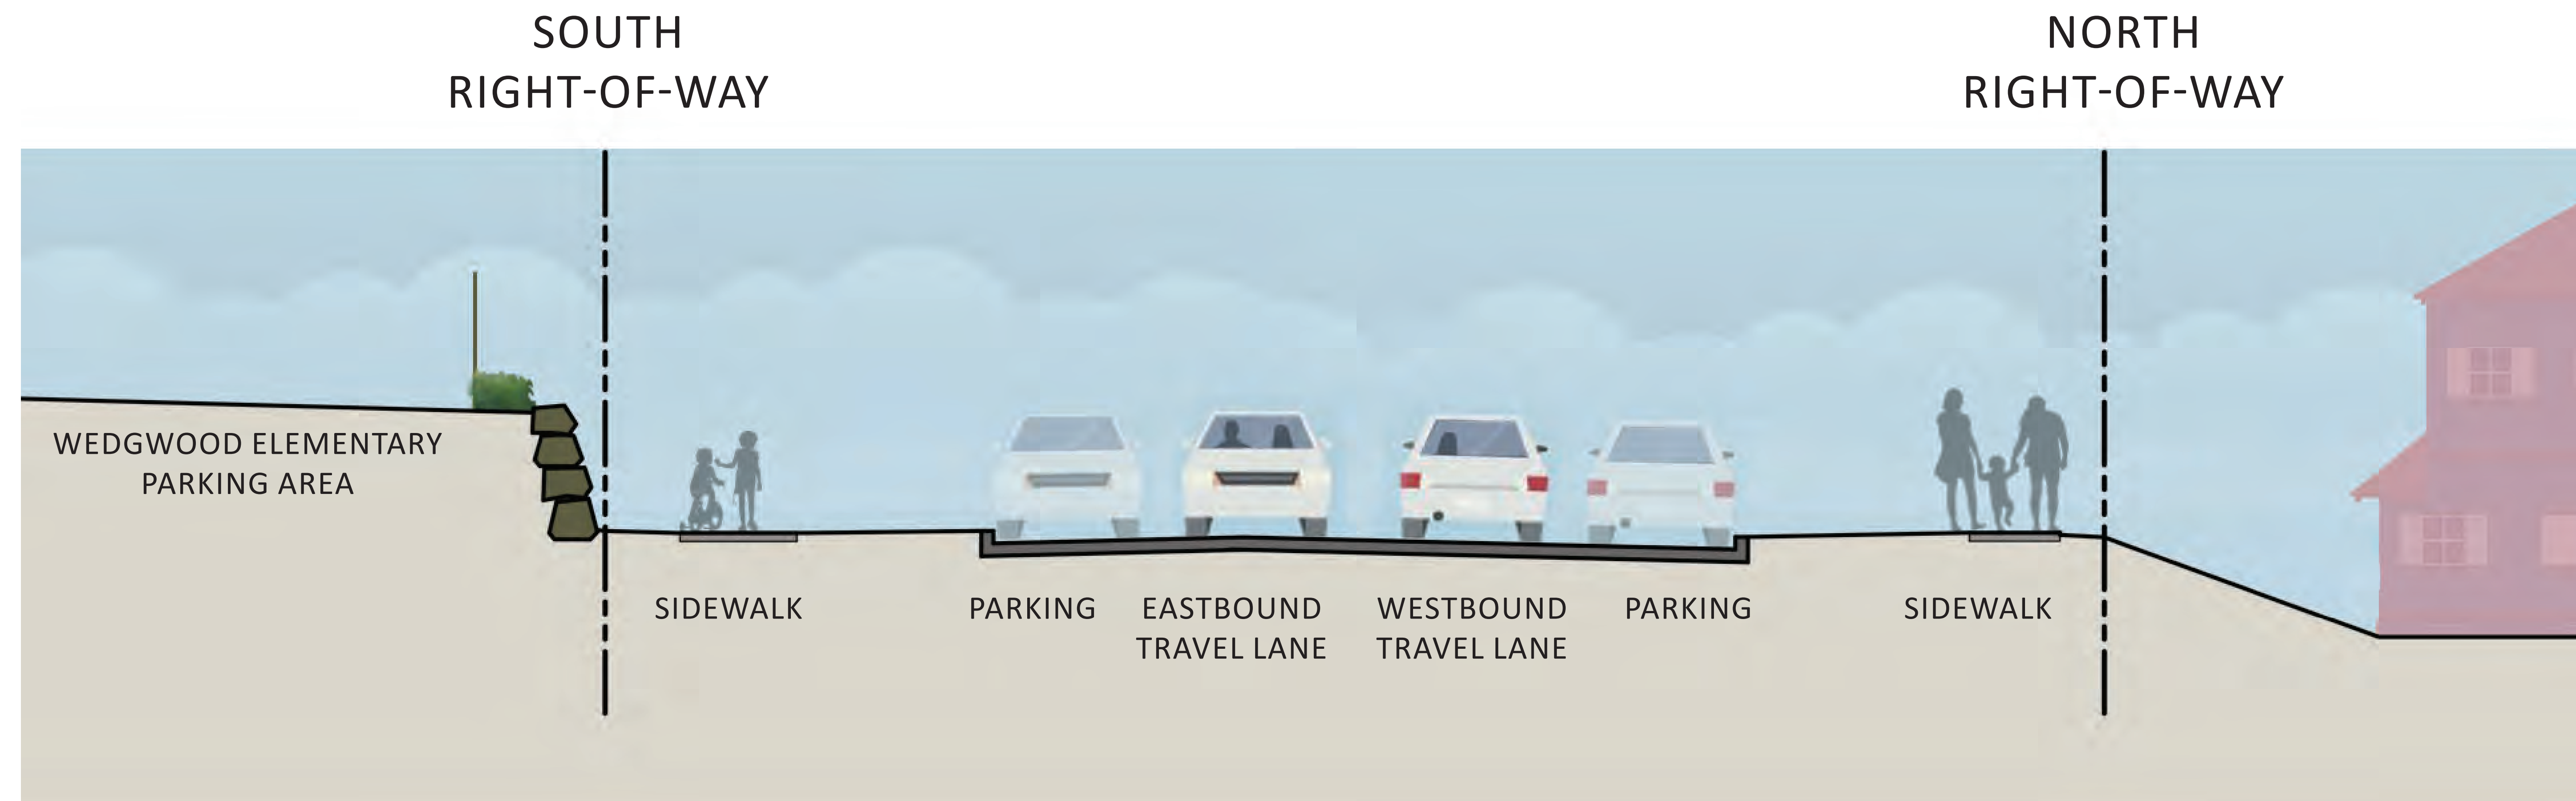 SOUTH
RIGHT-OF-WAY
NORTH
RIGHT-OF-WAY
WEDGWOOD ELEMENTARY
PARKING AREA
SIDEWALK
PARKING
EASTBOUND
TRAVEL LANE
WESTBOUND
TRAVEL LANE
PARKING
SIDEWALK